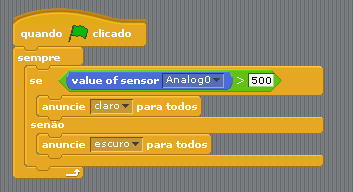 quando clicado
sempre
se value of sensor Analog0 > 500
anuncie claro para todos
senão
anuncie escuro para todos